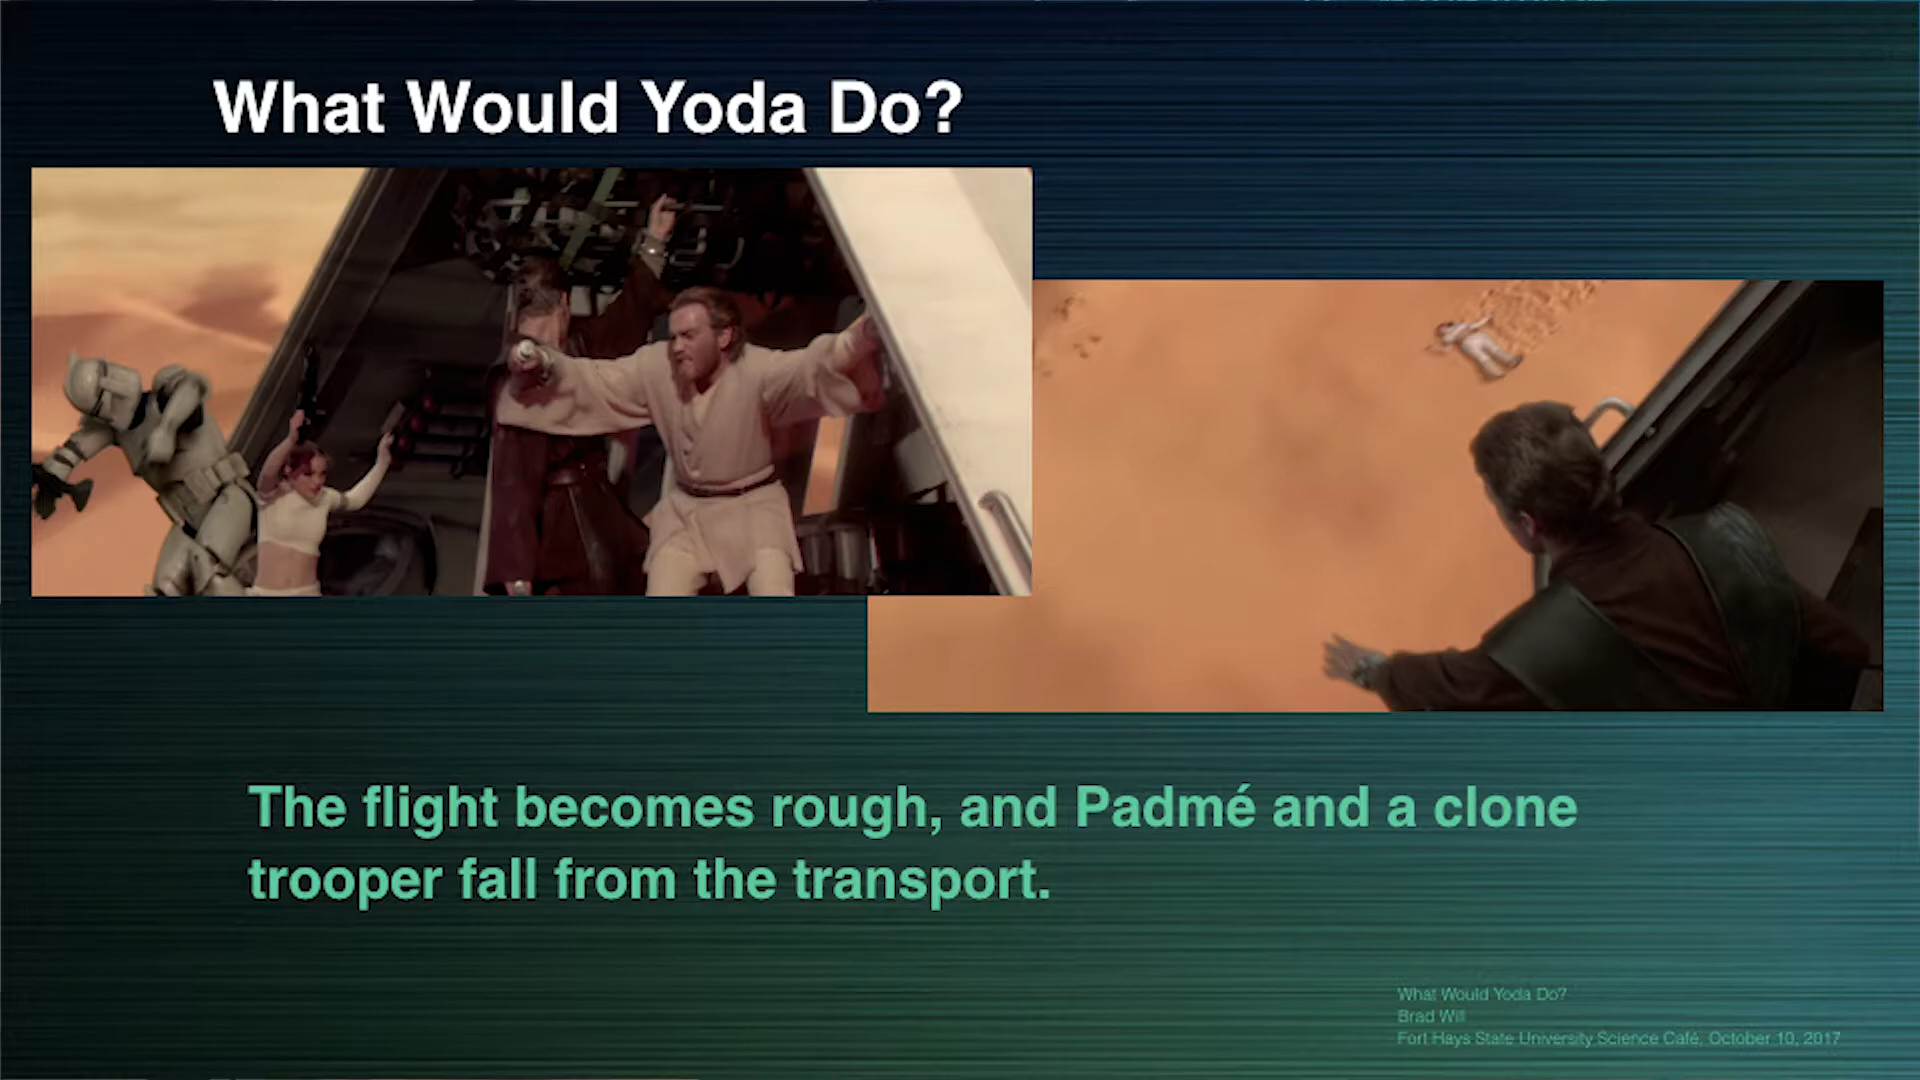 What Would Yoda Do?
The flight becomes rough, and Padmé and a clone
trooper fall from the transport.
What Would Yoda Do?
Brad Will
Fort Hays State University Science Café, October 10, 2017